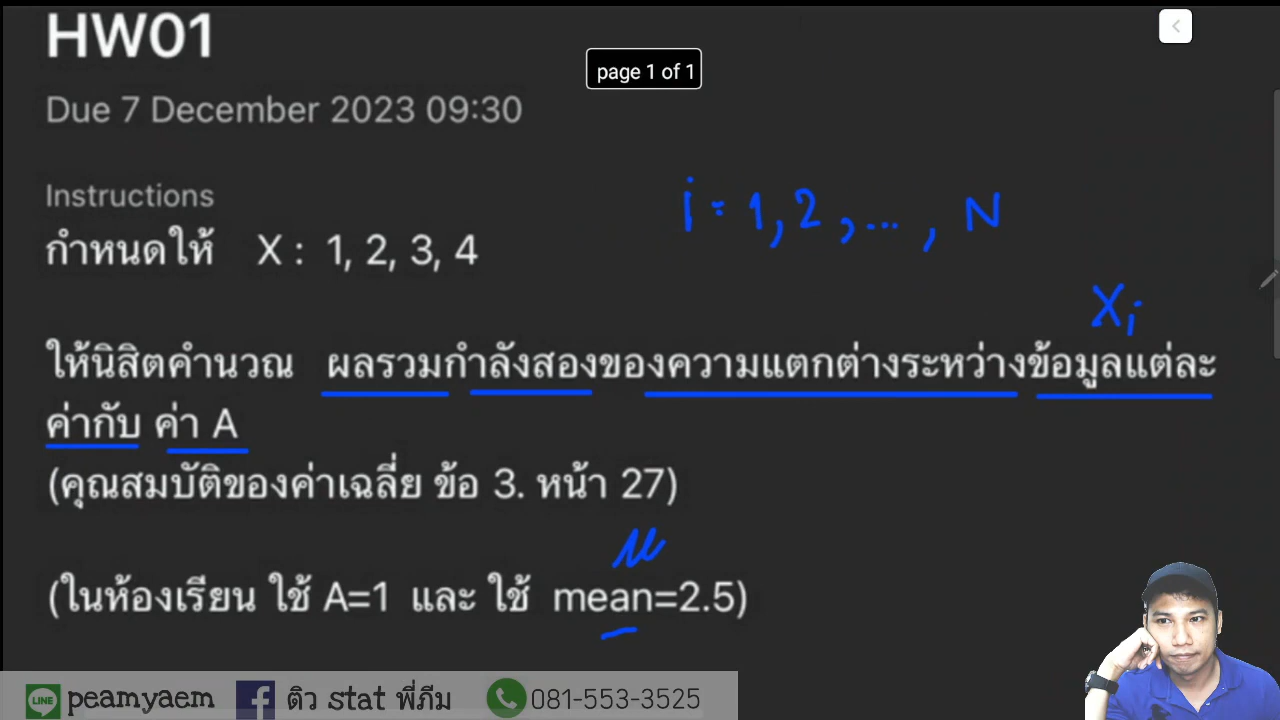 HW01
page 1 of 1
Due 7 December 2023 09:30
Instructions
i = 1, 2, ..., N
กำหนดให้ X : 1, 2, 3, 4
Xi
ให้นิสิตคำนวณ ผลรวมกำลังสองของความแตกต่างระหว่างข้อมูลแต่ละ
ค่ากับ ค่า A
(คุณสมบัติของค่าเฉลี่ย ข้อ 3. หน้า 27)
μ
(ในห้องเรียน ใช้ A=1 และ ใช้ mean=2.5)
LINE peamyaem ติว stat พี่ภีม 081-553-3525